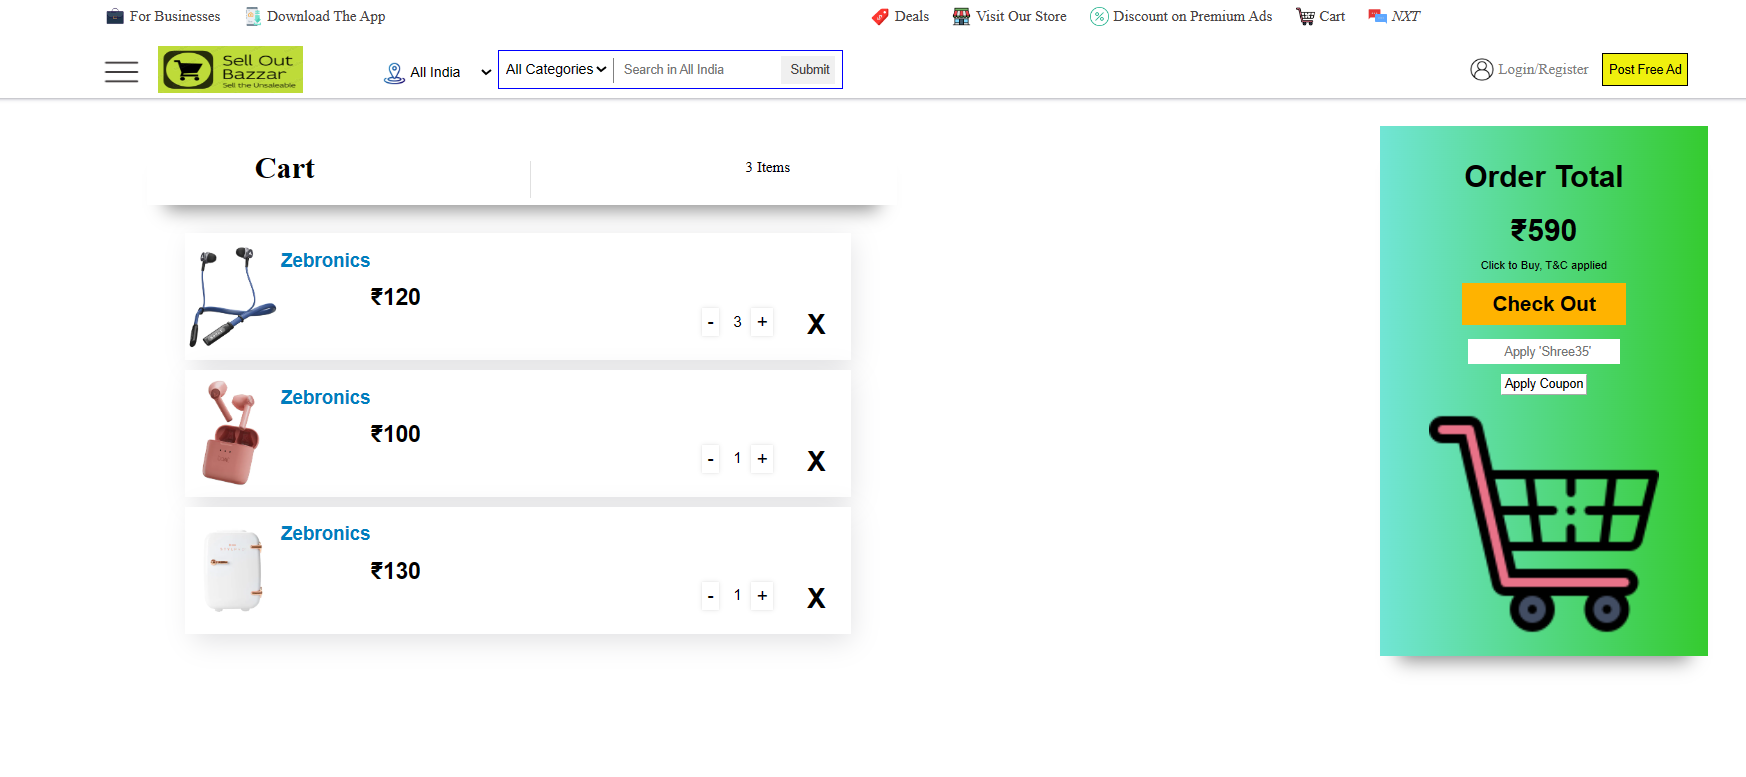 For Businesses Download The App Deals Visit Our Store Discount on Premium Ads Cart NXT
Sell Out
Bazzar
Sell the Unsaleable
All India All Categories Search in All India Submit Login/Register Post Free Ad
Cart 3 Items
Zebronics
₹120
- 3 + X
Zebronics
₹100
- 1 + X
Zebronics
₹130
- 1 + X
Order Total
₹590
Click to Buy, T&C applied
Check Out
Apply 'Shree35'
Apply Coupon